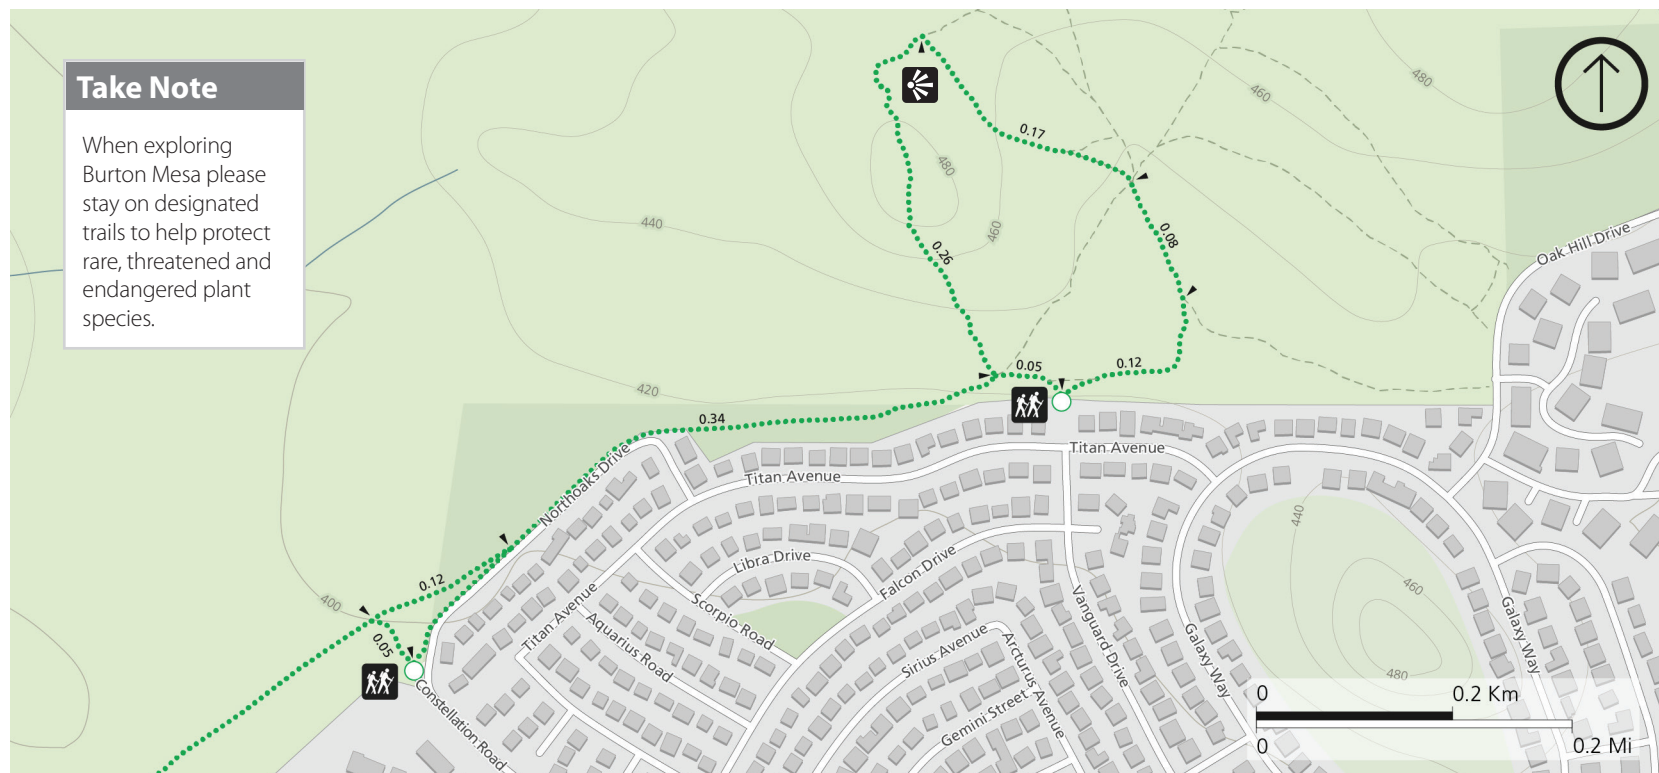 Take Note
When exploring
Burton Mesa please
stay on designated
trails to help protect
rare, threatened and
endangered plant
species.
480
460
0.17
480
440
460
0.08
0.26
Oak Hill Drive
0.05
0.12
420
0.34
Titan Avenue
Titan Avenue
Northoaks Drive
440
Libra Drive
Falcon Drive
0.12
400
Scorpio Road
Titan Avenue
Aquarius Road
0.05
Vanguard Drive
460
Galaxy Way
Galaxy Way
Sirius Avenue
Arcturus Avenue
480
Constellation Road
Gemini Street
0 0.2 Km
0 0.2 Mi